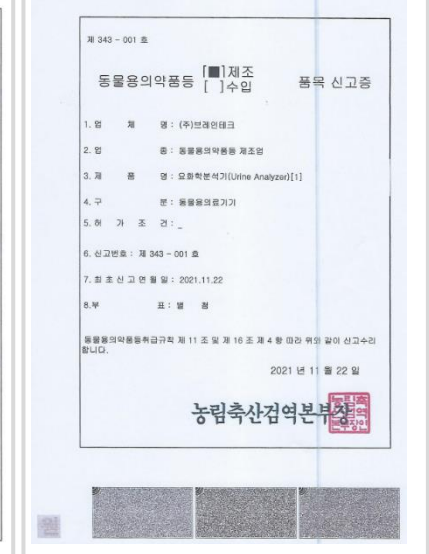 제 343 - 001 호
동물용의약품등 [■]제조 품목 신고증
[ ]수입
1. 업 체 명 : (주)브레인테크
2. 업 종 : 동물용의약품등 제조업
3. 제 품 명 : 요화학분석기(Urine Analyzer)[1]
4. 구 분 : 동물용의료기기
5. 허 가 조 건 : _
6. 신고번호 : 제 343 - 001 호
7. 최 초 신 고 연 월 일 : 2021.11.22
8.부 표 : 별 첨
동물용의약품등취급규칙 제 11 조 및 제 16 조 제 4 항 따라 위와 같이 신고수리
합니다.
2021 년 11 월 22 일
농림축산검역본부장